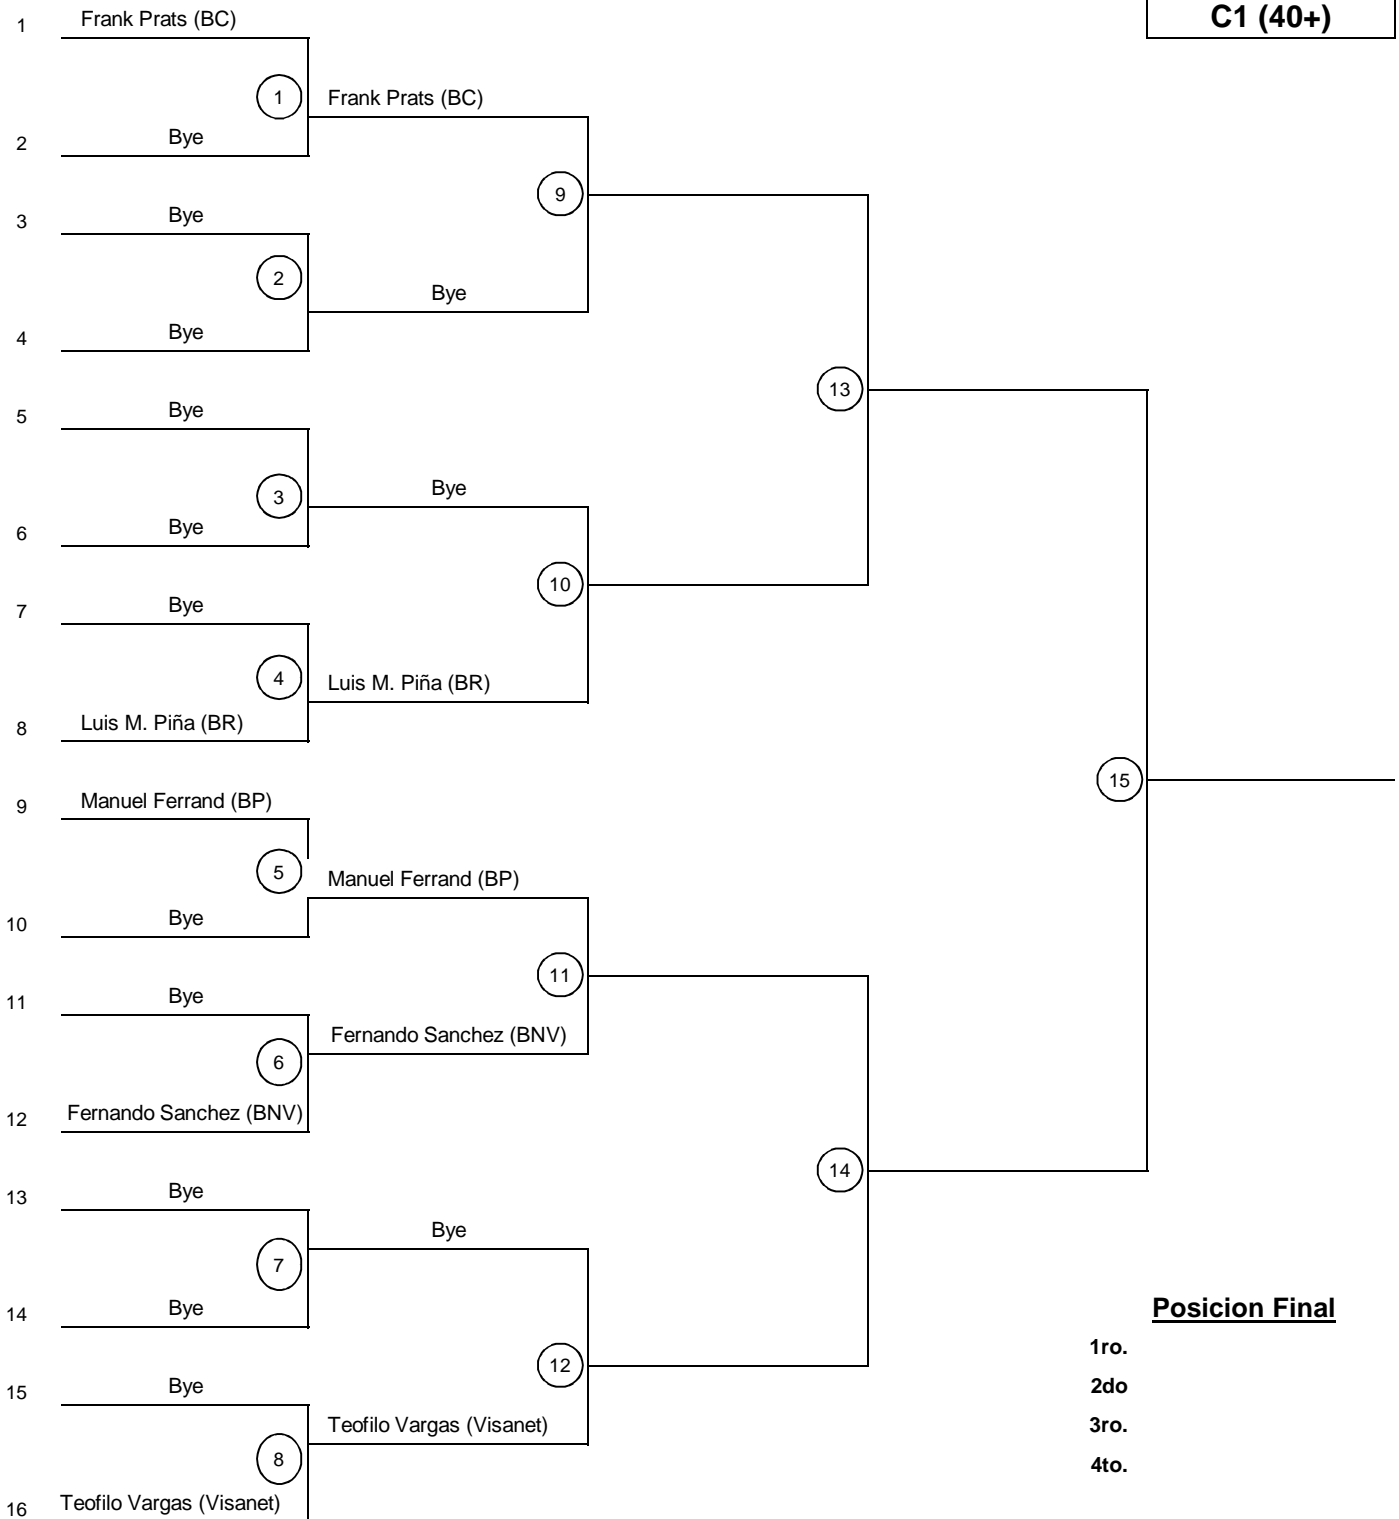 C1 (40+)
1 Frank Prats (BC)
1 Frank Prats (BC)
2 Bye
9
3 Bye
2
Bye
4 Bye
13
5 Bye
3 Bye
6 Bye
10
7 Bye
4 Luis M. Piña (BR)
8 Luis M. Piña (BR)
15
9 Manuel Ferrand (BP)
5 Manuel Ferrand (BP)
10 Bye
11
11 Bye
Fernando Sanchez (BNV)
6
12 Fernando Sanchez (BNV)
14
13 Bye
Bye
7
14 Bye
Posicion Final
1ro.
12
15 Bye
2do
Teofilo Vargas (Visanet)
3ro.
8
4to.
16 Teofilo Vargas (Visanet)